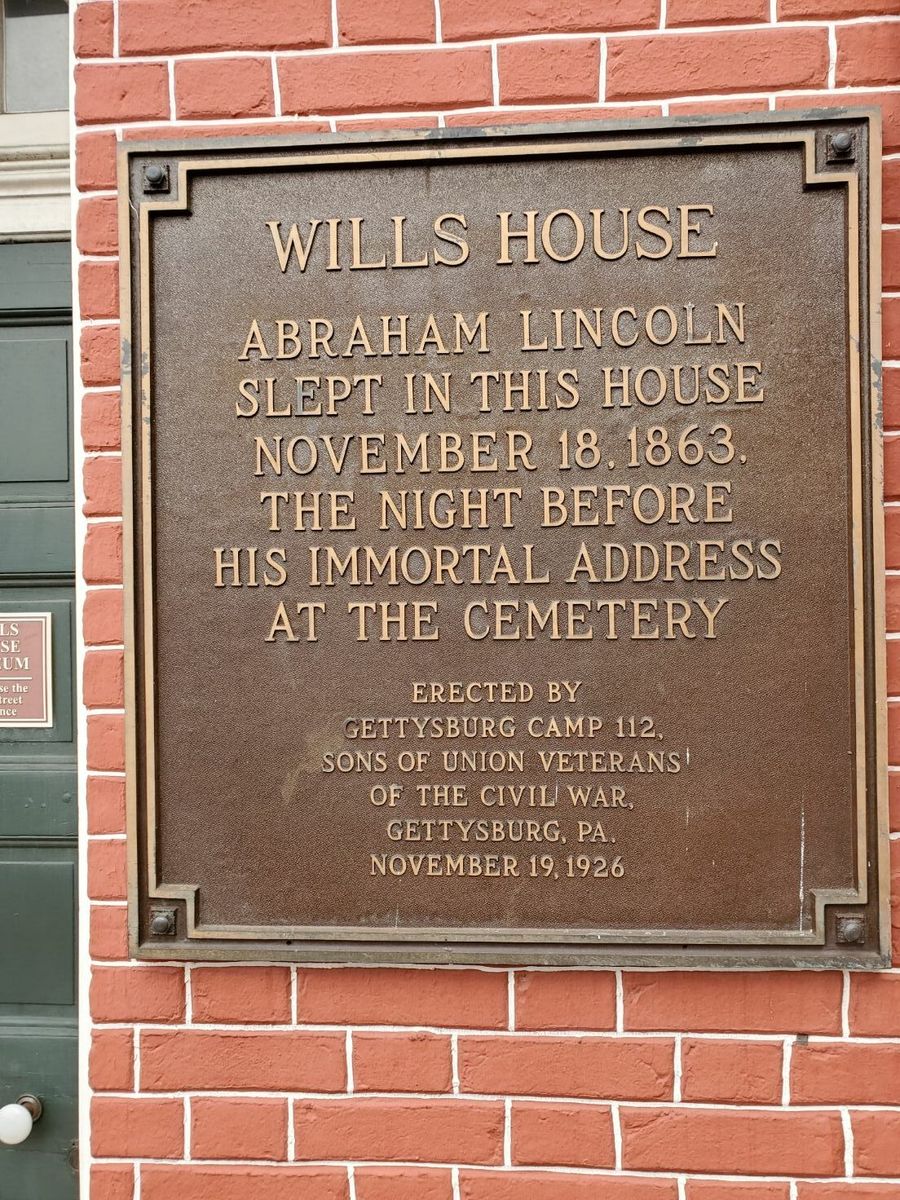 WILLS HOUSE
ABRAHAM LINCOLN
SLEPT IN THIS HOUSE
NOVEMBER 18, 1863,
THE NIGHT BEFORE
HIS IMMORTAL ADDRESS
AT THE CEMETERY
ERECTED BY
GETTYSBURG CAMP 112,
SONS OF UNION VETERANS
OF THE CIVIL WAR,
GETTYSBURG, PA.
NOVEMBER 19, 1926